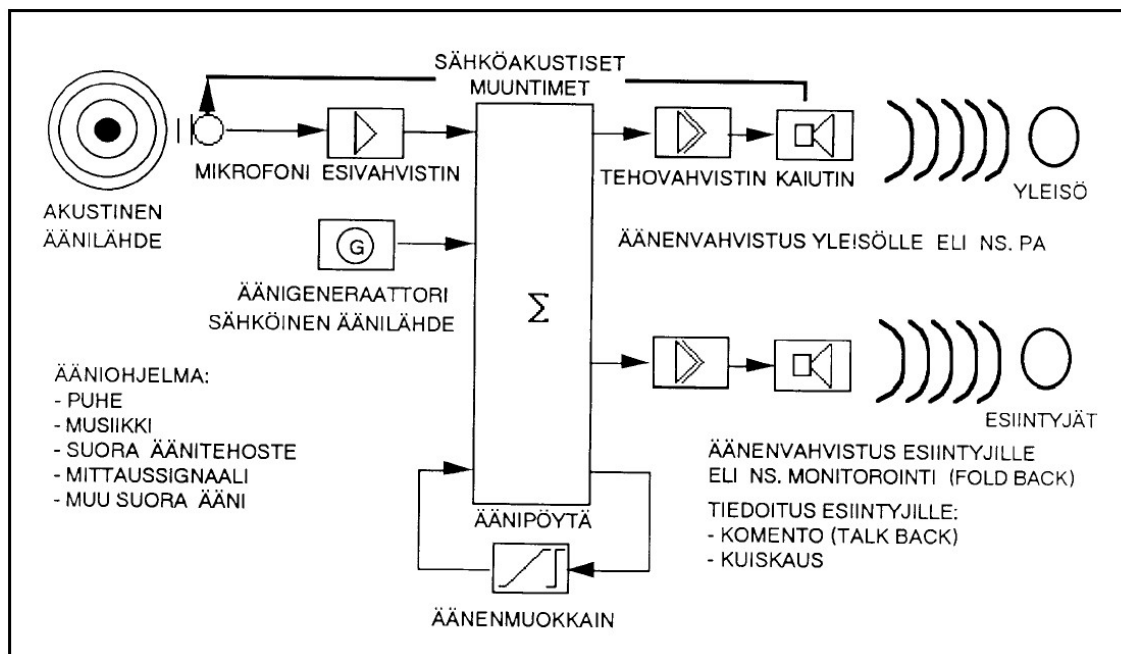 SÄHKÖAKUSTISET
MUUNTIMET
MIKROFONI ESIVAHVISTIN
TEHOVAHVISTIN KAIUTIN
YLEISÖ
AKUSTINEN
ÄÄNILÄHDE
ÄÄNENVAHVISTUS YLEISÖLLE ELI NS. PA
G
ÄÄNIGENERAATTORI
SÄHKÖINEN ÄÄNILÄHDE
Σ
ÄÄNIOHJELMA:
- PUHE
- MUSIIKKI
- SUORA ÄÄNITEHOSTE
- MITTAUSSIGNAALI
- MUU SUORA ÄÄNI
ESIINTYJÄT
ÄÄNENVAHVISTUS ESIINTYJILLE
ELI NS. MONITOROINTI (FOLD BACK)
TIEDOITUS ESIINTYJILLE:
- KOMENTO (TALK BACK)
- KUISKAUS
ÄÄNIPÖYTÄ
ÄÄNENMUOKKAIN